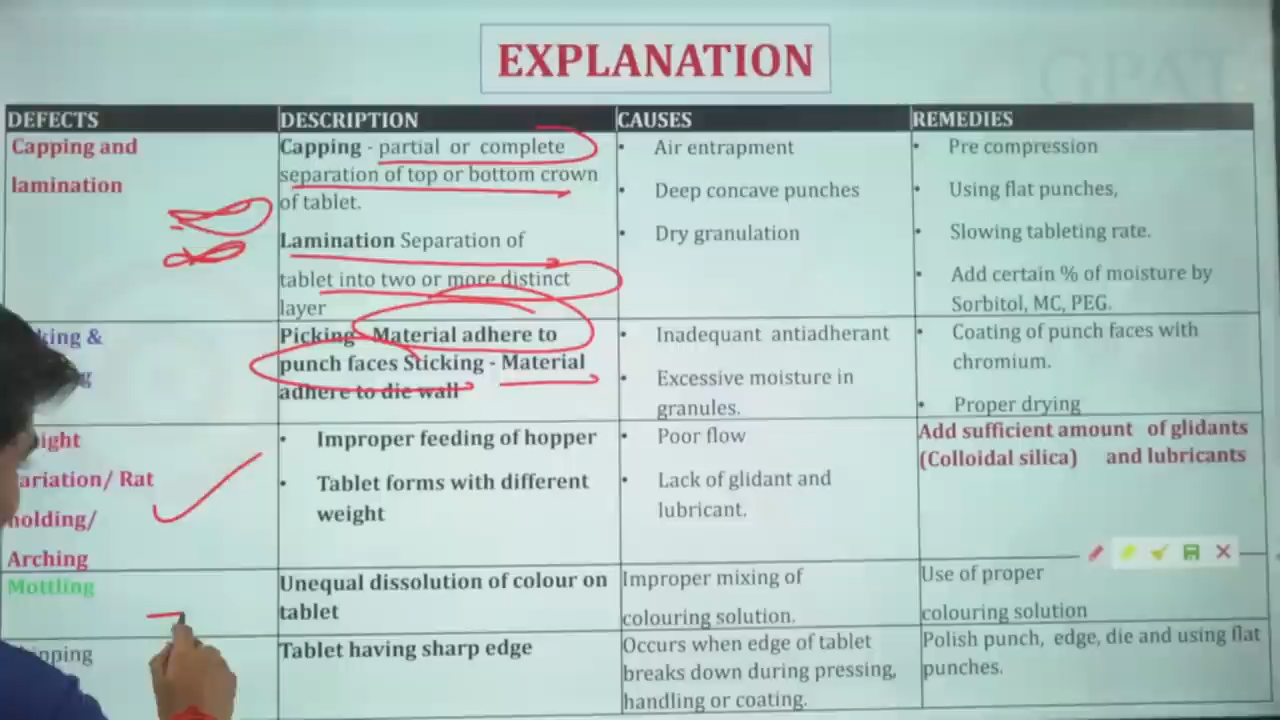 EXPLANATION
GPAT
DEFECTS DESCRIPTION CAUSES REMEDIES
Capping and
lamination
Capping - partial or complete
separation of top or bottom crown
of tablet.
Lamination Separation of
tablet into two or more distinct
layer
• Air entrapment
• Deep concave punches
• Dry granulation
• Pre compression
• Using flat punches,
• Slowing tableting rate.
• Add certain % of moisture by
Sorbitol, MC, PEG.
king &
g
Picking- Material adhere to
punch faces Sticking - Material
adhere to die wall
• Inadequant antiadherant
• Excessive moisture in
granules.
• Coating of punch faces with
chromium.
• Proper drying
ight
ariation/ Rat
holding/
Arching
• Improper feeding of hopper
• Tablet forms with different
weight
• Poor flow
• Lack of glidant and
lubricant.
Add sufficient amount of glidants
(Colloidal silica) and lubricants
Mottling
Unequal dissolution of colour on
tablet
Improper mixing of
colouring solution.
Use of proper
colouring solution
ipping
Tablet having sharp edge
Occurs when edge of tablet
breaks down during pressing,
handling or coating.
Polish punch, edge, die and using flat
punches.